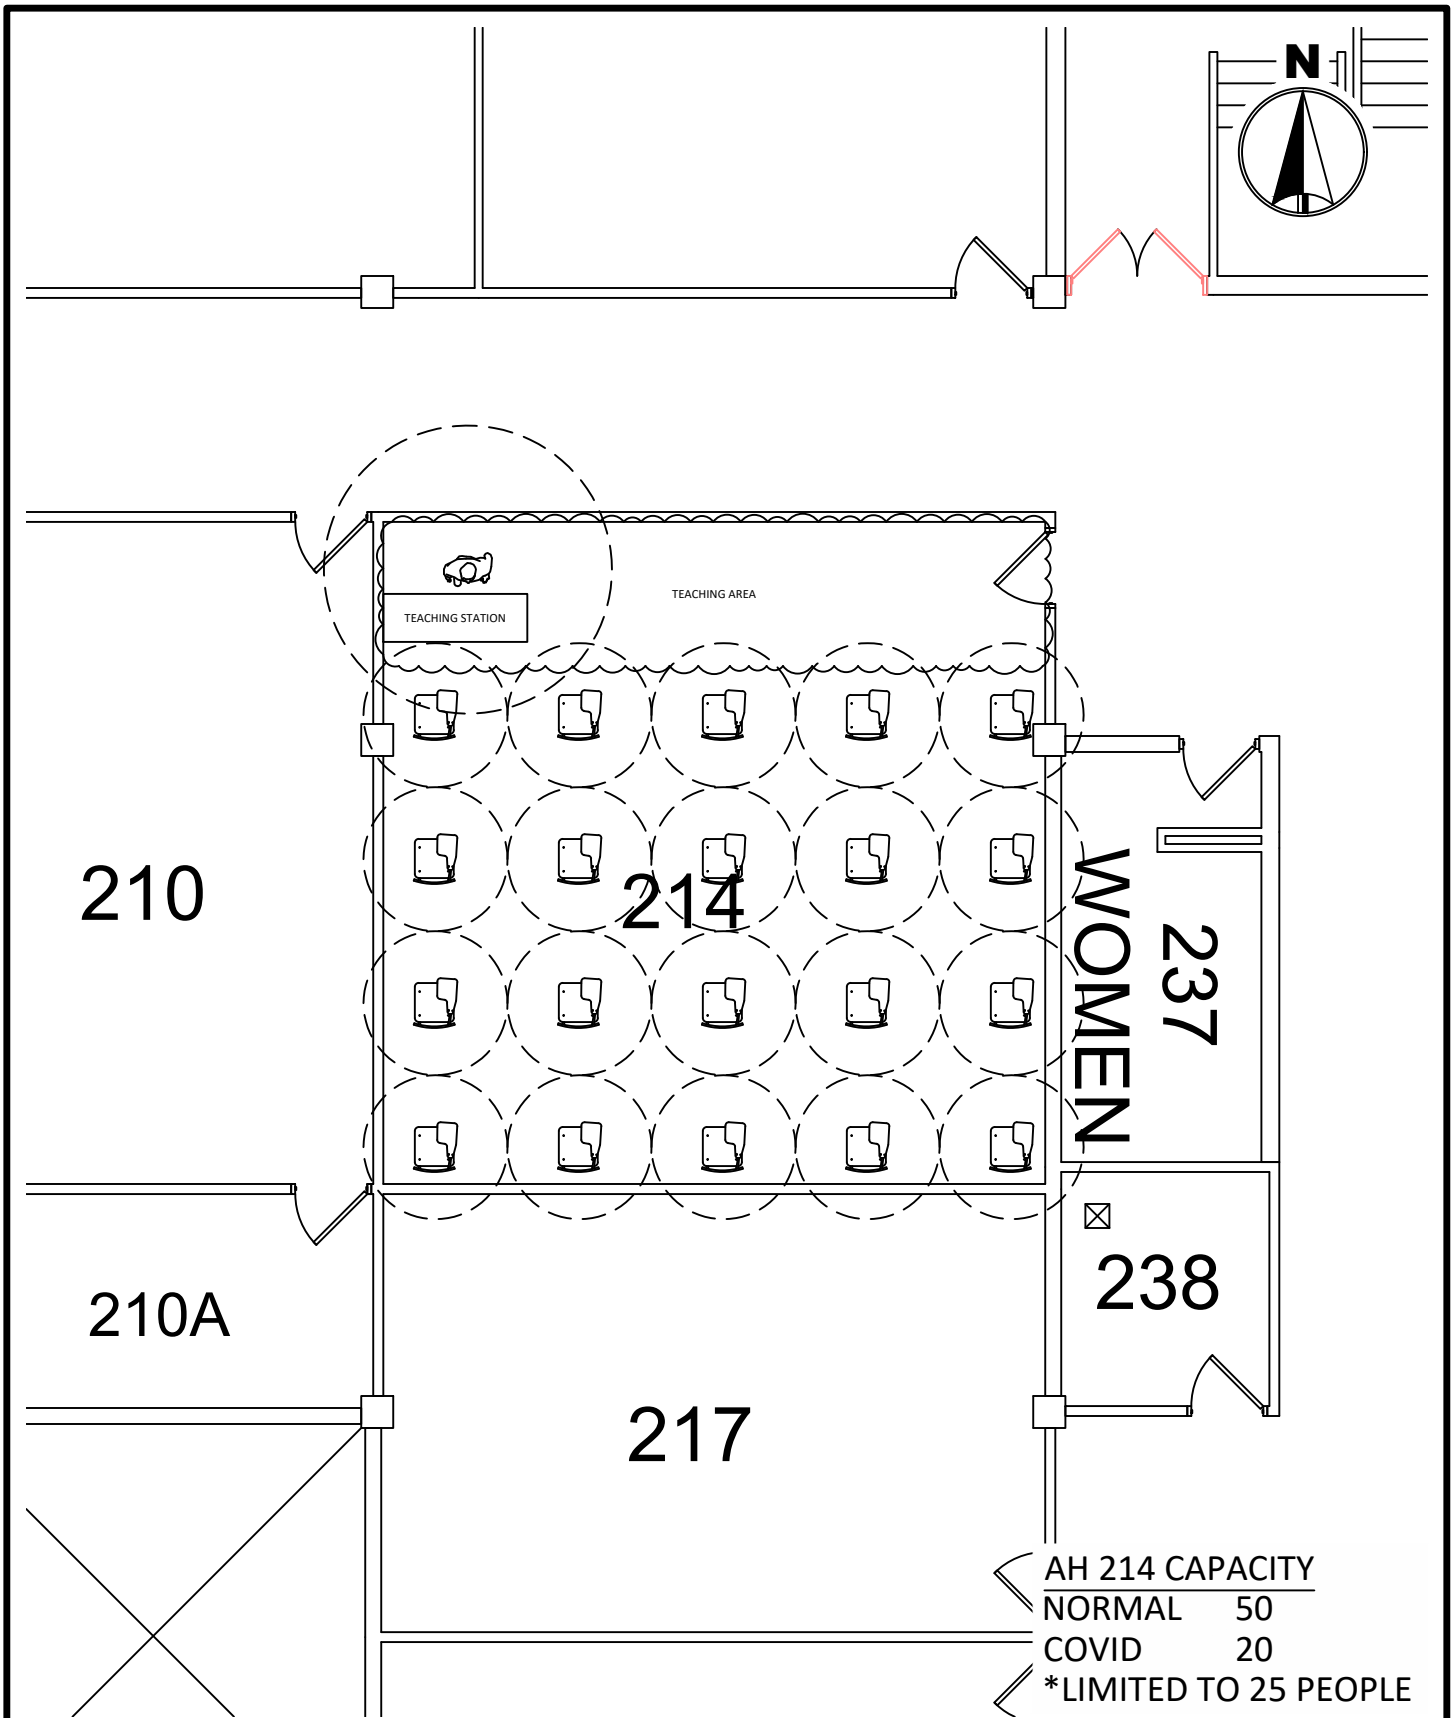 N
TEACHING AREA
TEACHING STATION
210
214
WOMEN
237
210A
238
217
AH 214 CAPACITY
NORMAL 50
COVID 20
*LIMITED TO 25 PEOPLE